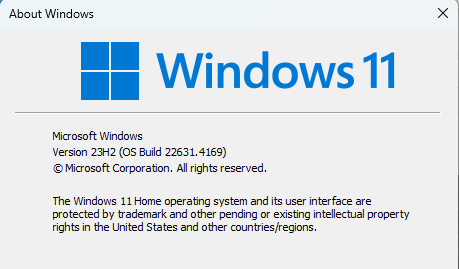 About Windows
Windows 11
Microsoft Windows
Version 23H2 (OS Build 22631.4169)
© Microsoft Corporation. All rights reserved.
The Windows 11 Home operating system and its user interface are
protected by trademark and other pending or existing intellectual property
rights in the United States and other countries/regions.